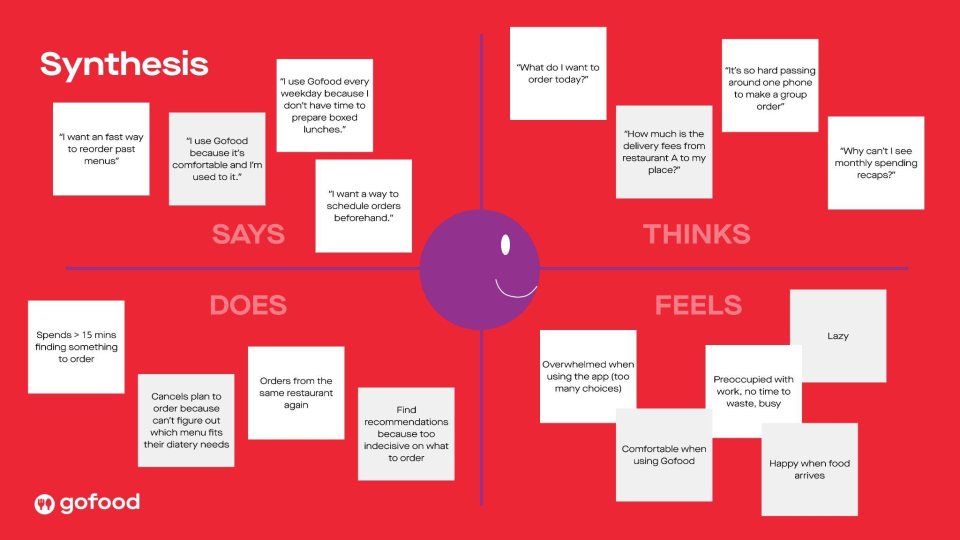 Synthesis
“I want an fast way
to reorder past
menus”
“I use Gofood
because it’s
comfortable and I’m
used to it.”
“I use Gofood every
weekday because I
don’t have time to
prepare boxed
lunches.”
“I want a way to
schedule orders
beforehand.”
SAYS
“What do I want to
order today?”
“How much is the
delivery fees from
restaurant A to my
place?”
“It’s so hard passing
around one phone
to make a group
order”
“Why can’t I see
monthly spending
recaps?”
THINKS
DOES
Spends > 15 mins
finding something
to order
Cancels plan to
order because
can’t figure out
which menu fits
their diatery needs
Orders from the
same restaurant
again
Find
recommendations
because too
indecisive on what
to order
FEELS
Overwhelmed when
using the app (too
many choices)
Comfortable when
using Gofood
Preoccupied with
work, no time to
waste, busy
Lazy
Happy when food
arrives
gofood